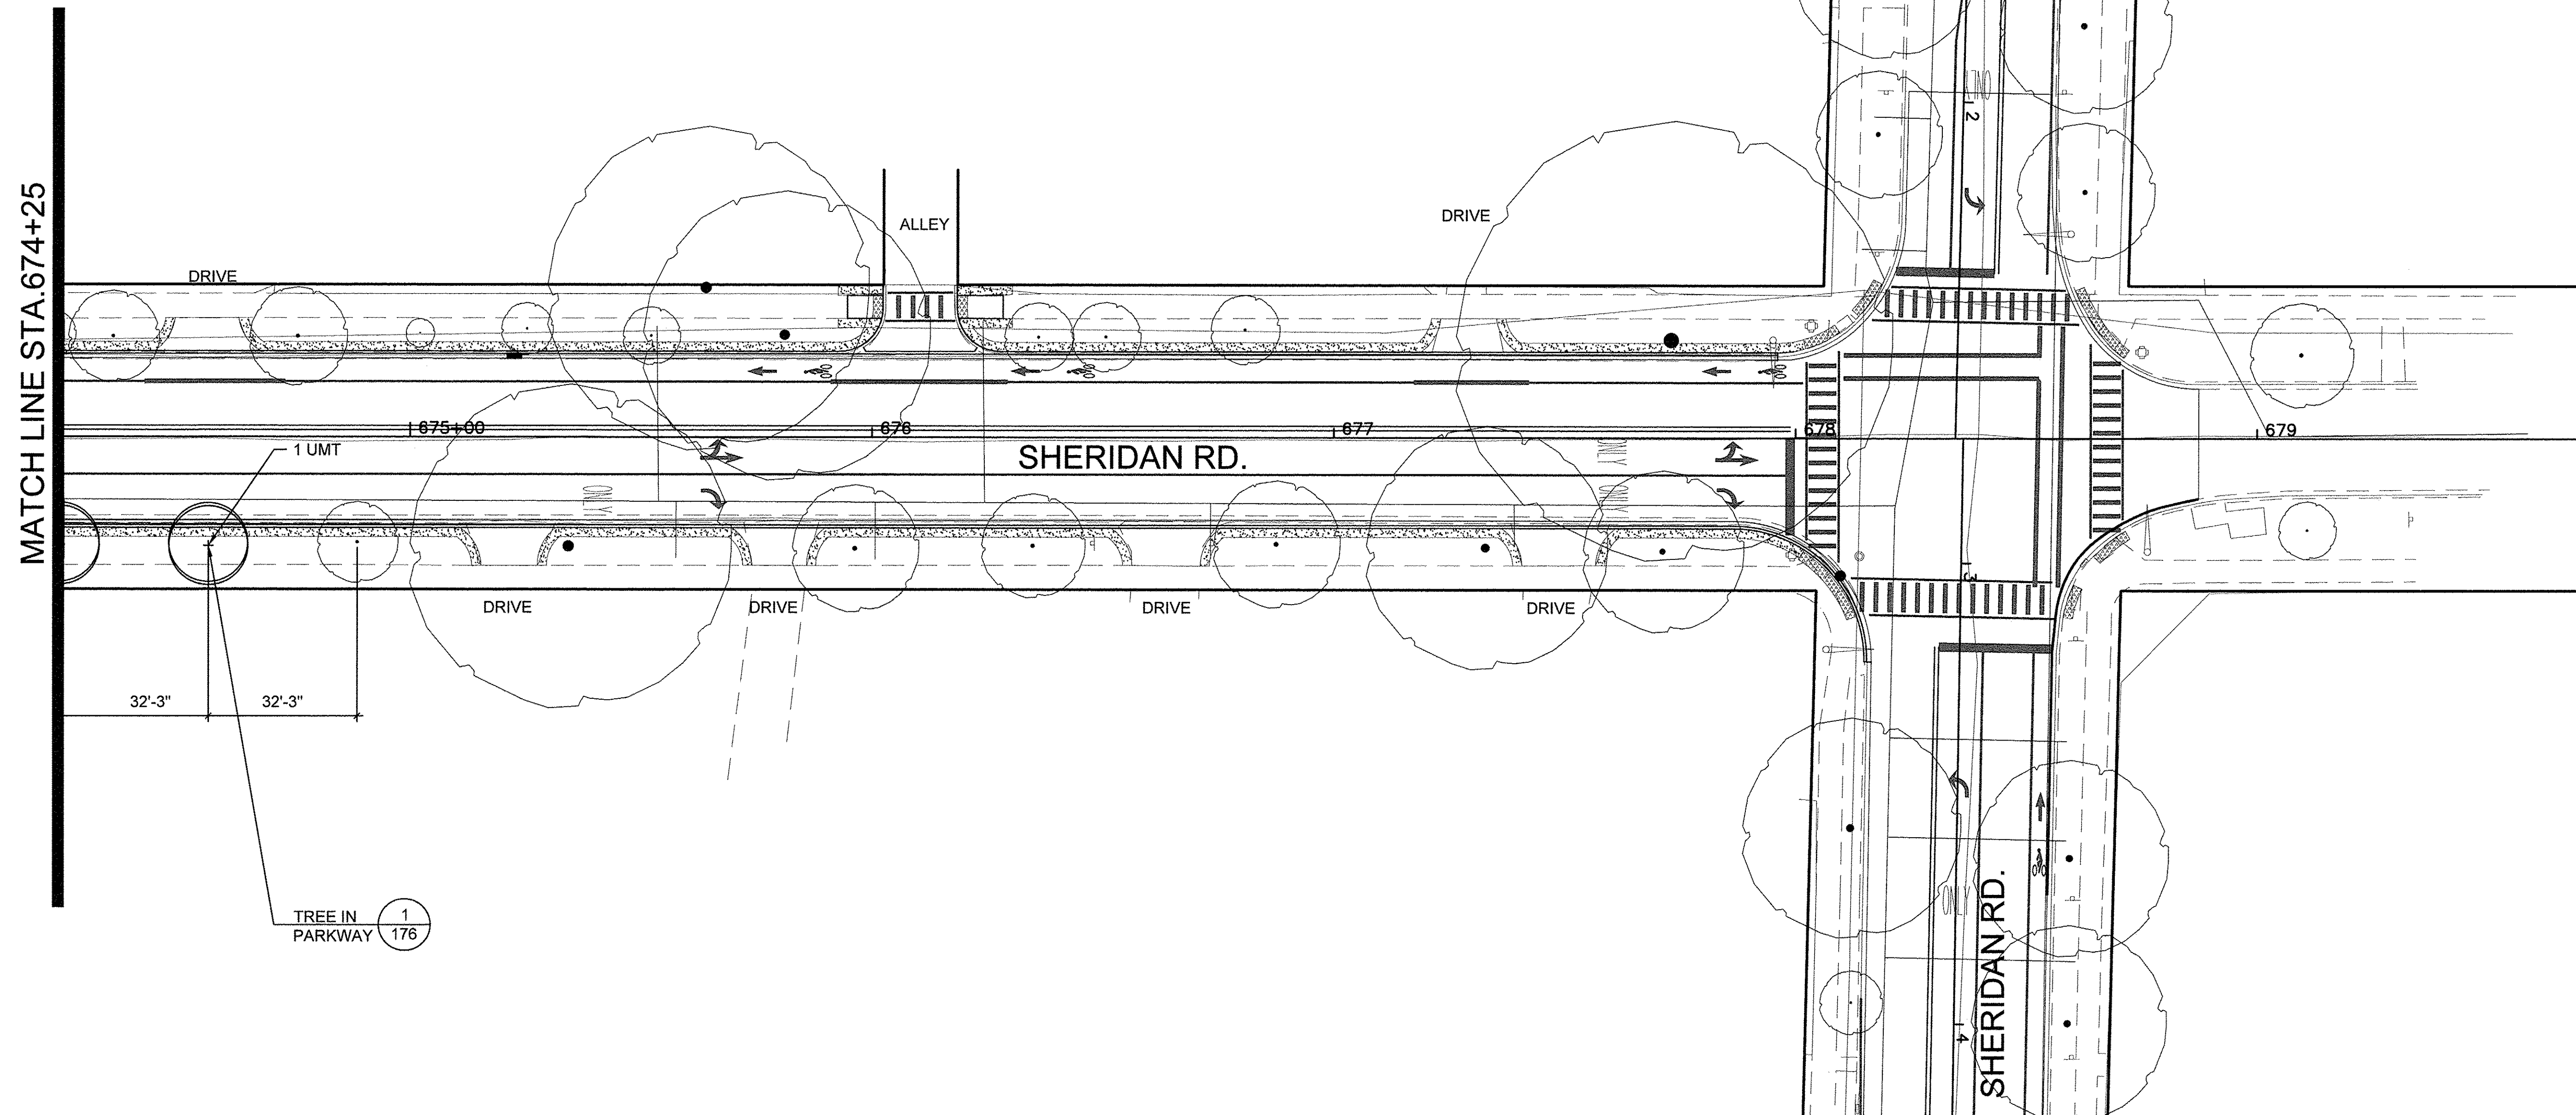 MATCH LINE STA.674+25
2
ALLEY
DRIVE
DRIVE
675+00
676
677
678
679
1 UMT
SHERIDAN RD.
ONLY
ONLY
ONLY
3
DRIVE
DRIVE
DRIVE
DRIVE
32'-3"
32'-3"
ONLY
SHERIDAN RD.
TREE IN
PARKWAY
1
176
4